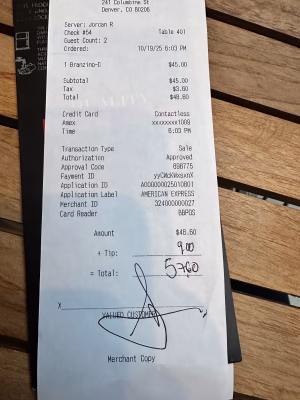 241 Columbine St
Denver, CO 80206
Server: Jordan R
Check #54 Table 401
Guest Count: 2
Ordered: 10/19/25 6:03 PM
1 Branzino-D $45.00
Subtotal $45.00
Tax $3.60
Total $48.60
Credit Card Contactless
Amex xxxxxxxx1009
Time 6:03 PM
Transaction Type Sale
Authorization Approved
Approval Code 898775
Payment ID
Application ID A000000025010801
Application Label AMERICAN EXPRESS
Merchant ID 324000000027
Card Reader BBPOS
Amount $48.60
+ Tip: 9.00
= Total: 57.60
X
VALUED CUSTOMER
Merchant Copy